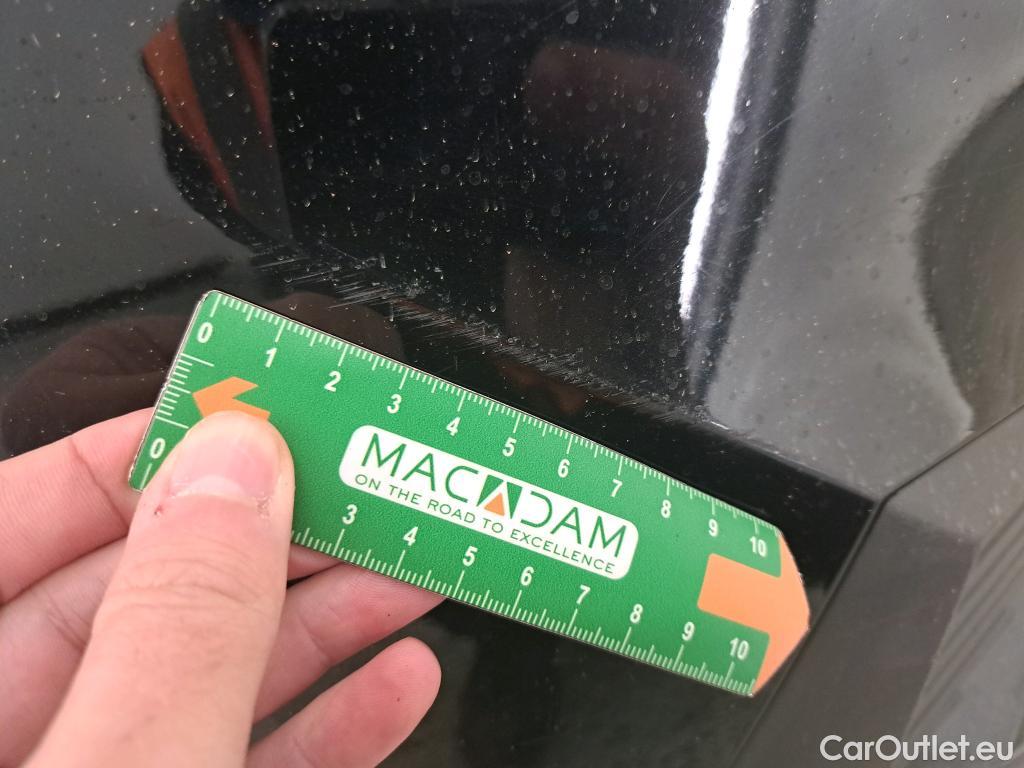 0 1 2 3 4 5 6 7 8 9 10
MACADAM
ON THE ROAD TO EXCELLENCE
0 3 4 5 6 7 8 9 10
CarOutlet.eu